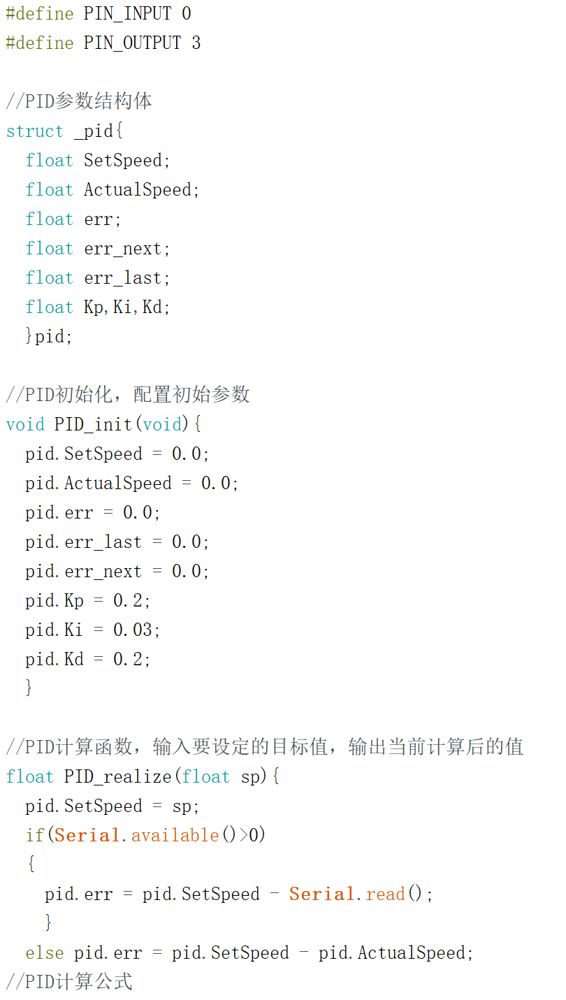 #define PIN_INPUT 0
#define PIN_OUTPUT 3
//PID参数结构体
struct _pid{
float SetSpeed;
float ActualSpeed;
float err;
float err_next;
float err_last;
float Kp,Ki,Kd;
}pid;
//PID初始化，配置初始参数
void PID_init(void){
pid.SetSpeed = 0.0;
pid.ActualSpeed = 0.0;
pid.err = 0.0;
pid.err_last = 0.0;
pid.err_next = 0.0;
pid.Kp = 0.2;
pid.Ki = 0.03;
pid.Kd = 0.2;
}
//PID计算函数，输入要设定的目标值，输出当前计算后的值
float PID_realize(float sp){
pid.SetSpeed = sp;
if(Serial.available()>0)
{
pid.err = pid.SetSpeed - Serial.read();
}
else pid.err = pid.SetSpeed - pid.ActualSpeed;
//PID计算公式